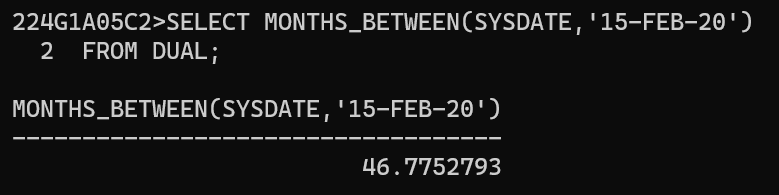 224G1A05C2>SELECT MONTHS_BETWEEN(SYSDATE,'15-FEB-20')
  2  FROM DUAL;
MONTHS_BETWEEN(SYSDATE,'15-FEB-20')
-----------------------------------
                         46.7752793